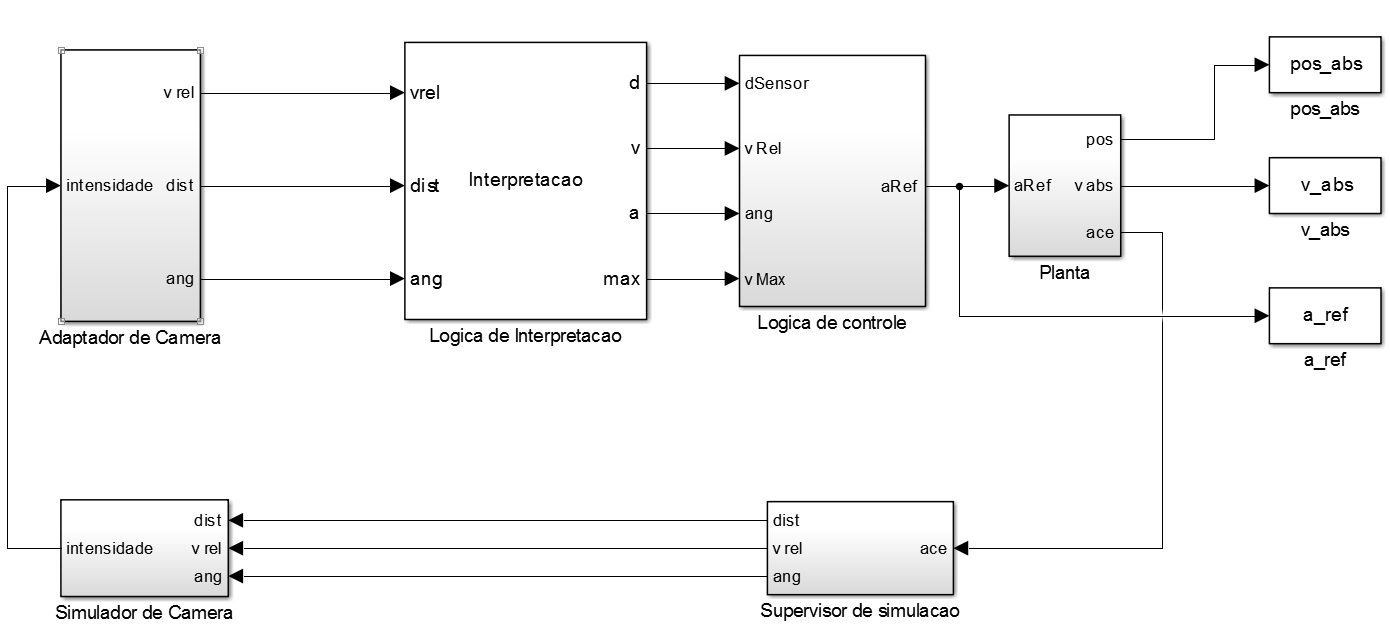 v rel
intensidade
dist
ang
Adaptador de Camera
vrel
dist
ang
Interpretacao
d
v
a
max
Logica de Interpretacao
dSensor
v Rel
ang
v Max
aRef
Logica de controle
aRef
pos
v abs
ace
Planta
pos_abs
pos_abs
v_abs
v_abs
a_ref
a_ref
intensidade
dist
v rel
ang
Simulador de Camera
dist
v rel
ang
ace
Supervisor de simulacao